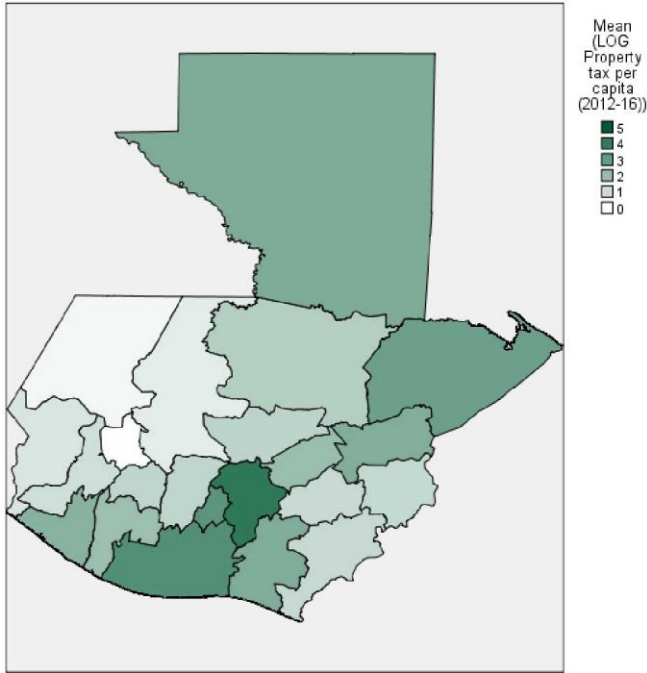 Mean
(LOG
Property
tax per
capita
(2012-16))
5
4
3
2
1
0